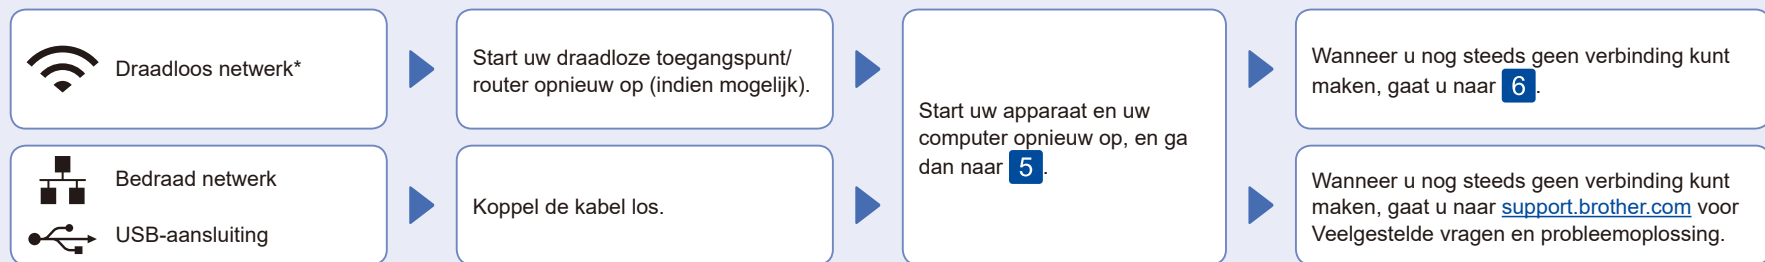 Draadloos netwerk*
Start uw draadloze toegangspunt/
router opnieuw op (indien mogelijk).
Bedraad netwerk
USB-aansluiting
Koppel de kabel los.
Start uw apparaat en uw
computer opnieuw op, en ga
dan naar 5.
Wanneer u nog steeds geen verbinding kunt
maken, gaat u naar 6.
Wanneer u nog steeds geen verbinding kunt
maken, gaat u naar support.brother.com voor
Veelgestelde vragen en probleemoplossing.